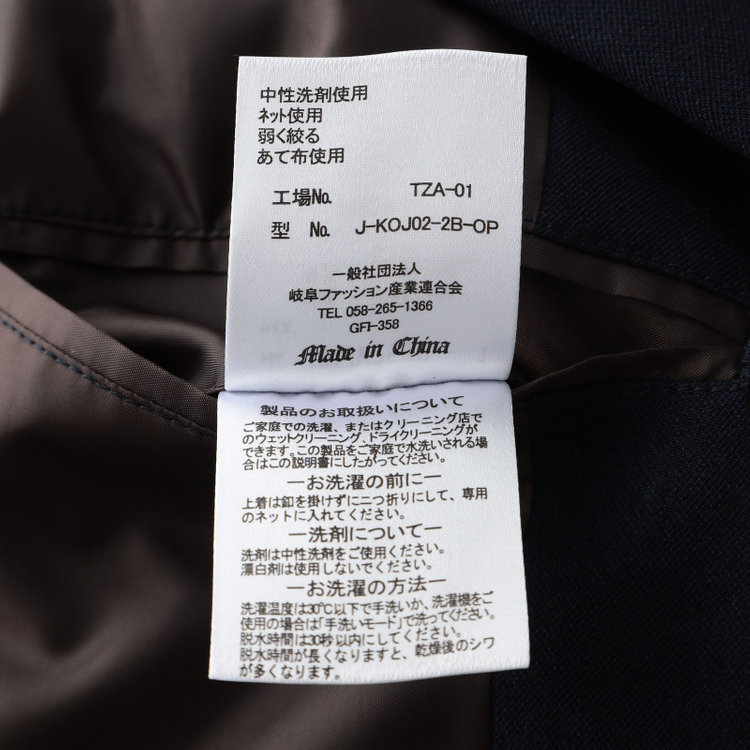 中性洗剤使用
ネット使用
弱く絞る
あて布使用
工場No. TZA-01
型 No. J-KOJ02-2B-OP
一般社団法人
岐阜ファッション産業連合会
TEL 058-265-1366
GFI-358
Made in China
製品のお取扱いについて
ご家庭での洗濯、またはクリーニング店で
のウェットクリーニング、ドライクリーニングが
できます。この製品をご家庭で水洗いされる場
合はこの説明書にしたがってください。
―お洗濯の前に―
上着は釦を掛けずに二つ折りにして、専用
のネットに入れてください。
―洗剤について―
洗剤は中性洗剤をご使用ください。
漂白剤は使用しないでください。
―お洗濯の方法―
洗濯温度は30℃以下で手洗いか、洗濯機をご
使用の場合は「手洗いモード」で洗ってください。
脱水時間は30秒以内にしてください。
脱水時間が長くなりますと、乾燥後のシワ
が多くなります。